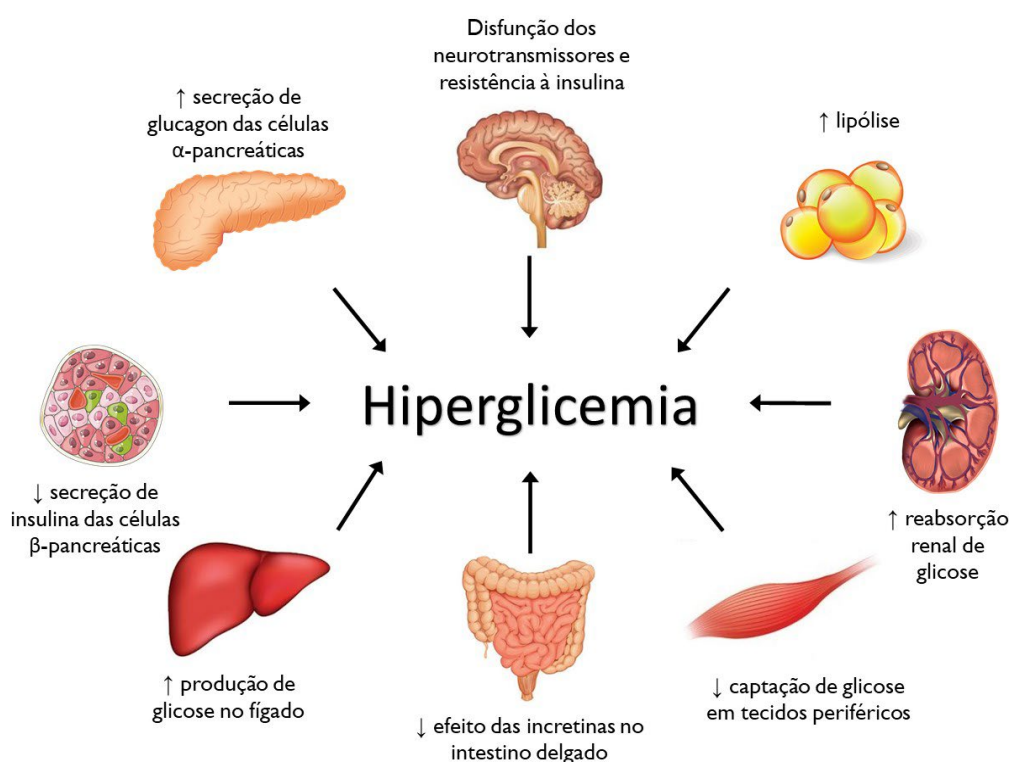 Disfunção dos
neurotransmissores e
resistência à insulina
↑ secreção de
glucagon das células
α-pancreáticas
↑ lipólise
Hiperglicemia
↓ secreção de
insulina das células
β-pancreáticas
↑ reabsorção
renal de
glicose
↑ produção de
glicose no fígado
↓ efeito das incretinas no
intestino delgado
↓ captação de glicose
em tecidos periféricos